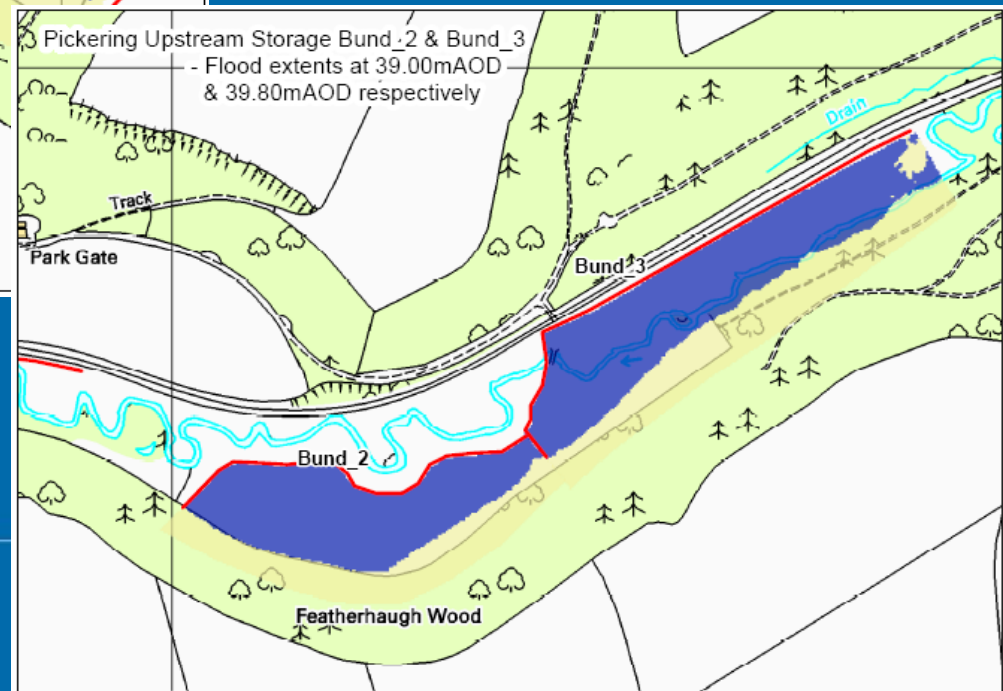 Pickering Upstream Storage Bund_2 & Bund_3
- Flood extents at 39.00mAOD
& 39.80mAOD respectively
Drain
Track
Park Gate
Bund_3
Bund_2
Featherhaugh Wood